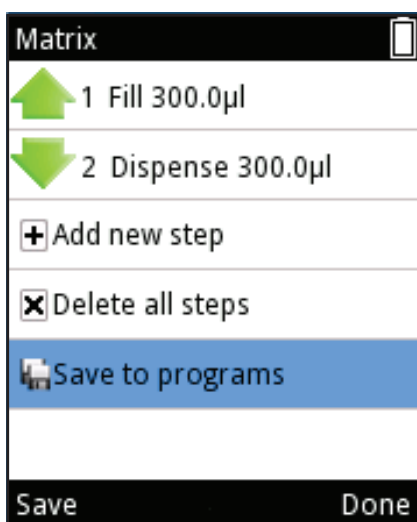 Matrix
1 Fill 300.0µl
2 Dispense 300.0µl
Add new step
Delete all steps
Save to programs
Save Done